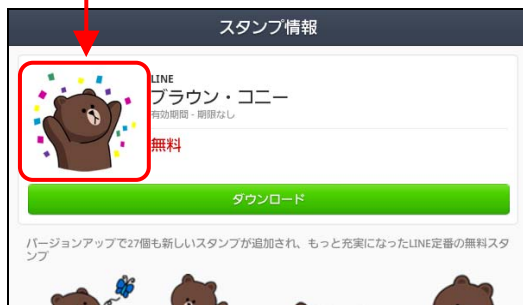 スタンプ情報
LINE
ブラウン・コニー
有効期間 - 期限なし
無料
ダウンロード
バージョンアップで27個も新しいスタンプが追加され、もっと充実になったLINE定番の無料スタ
ンプ